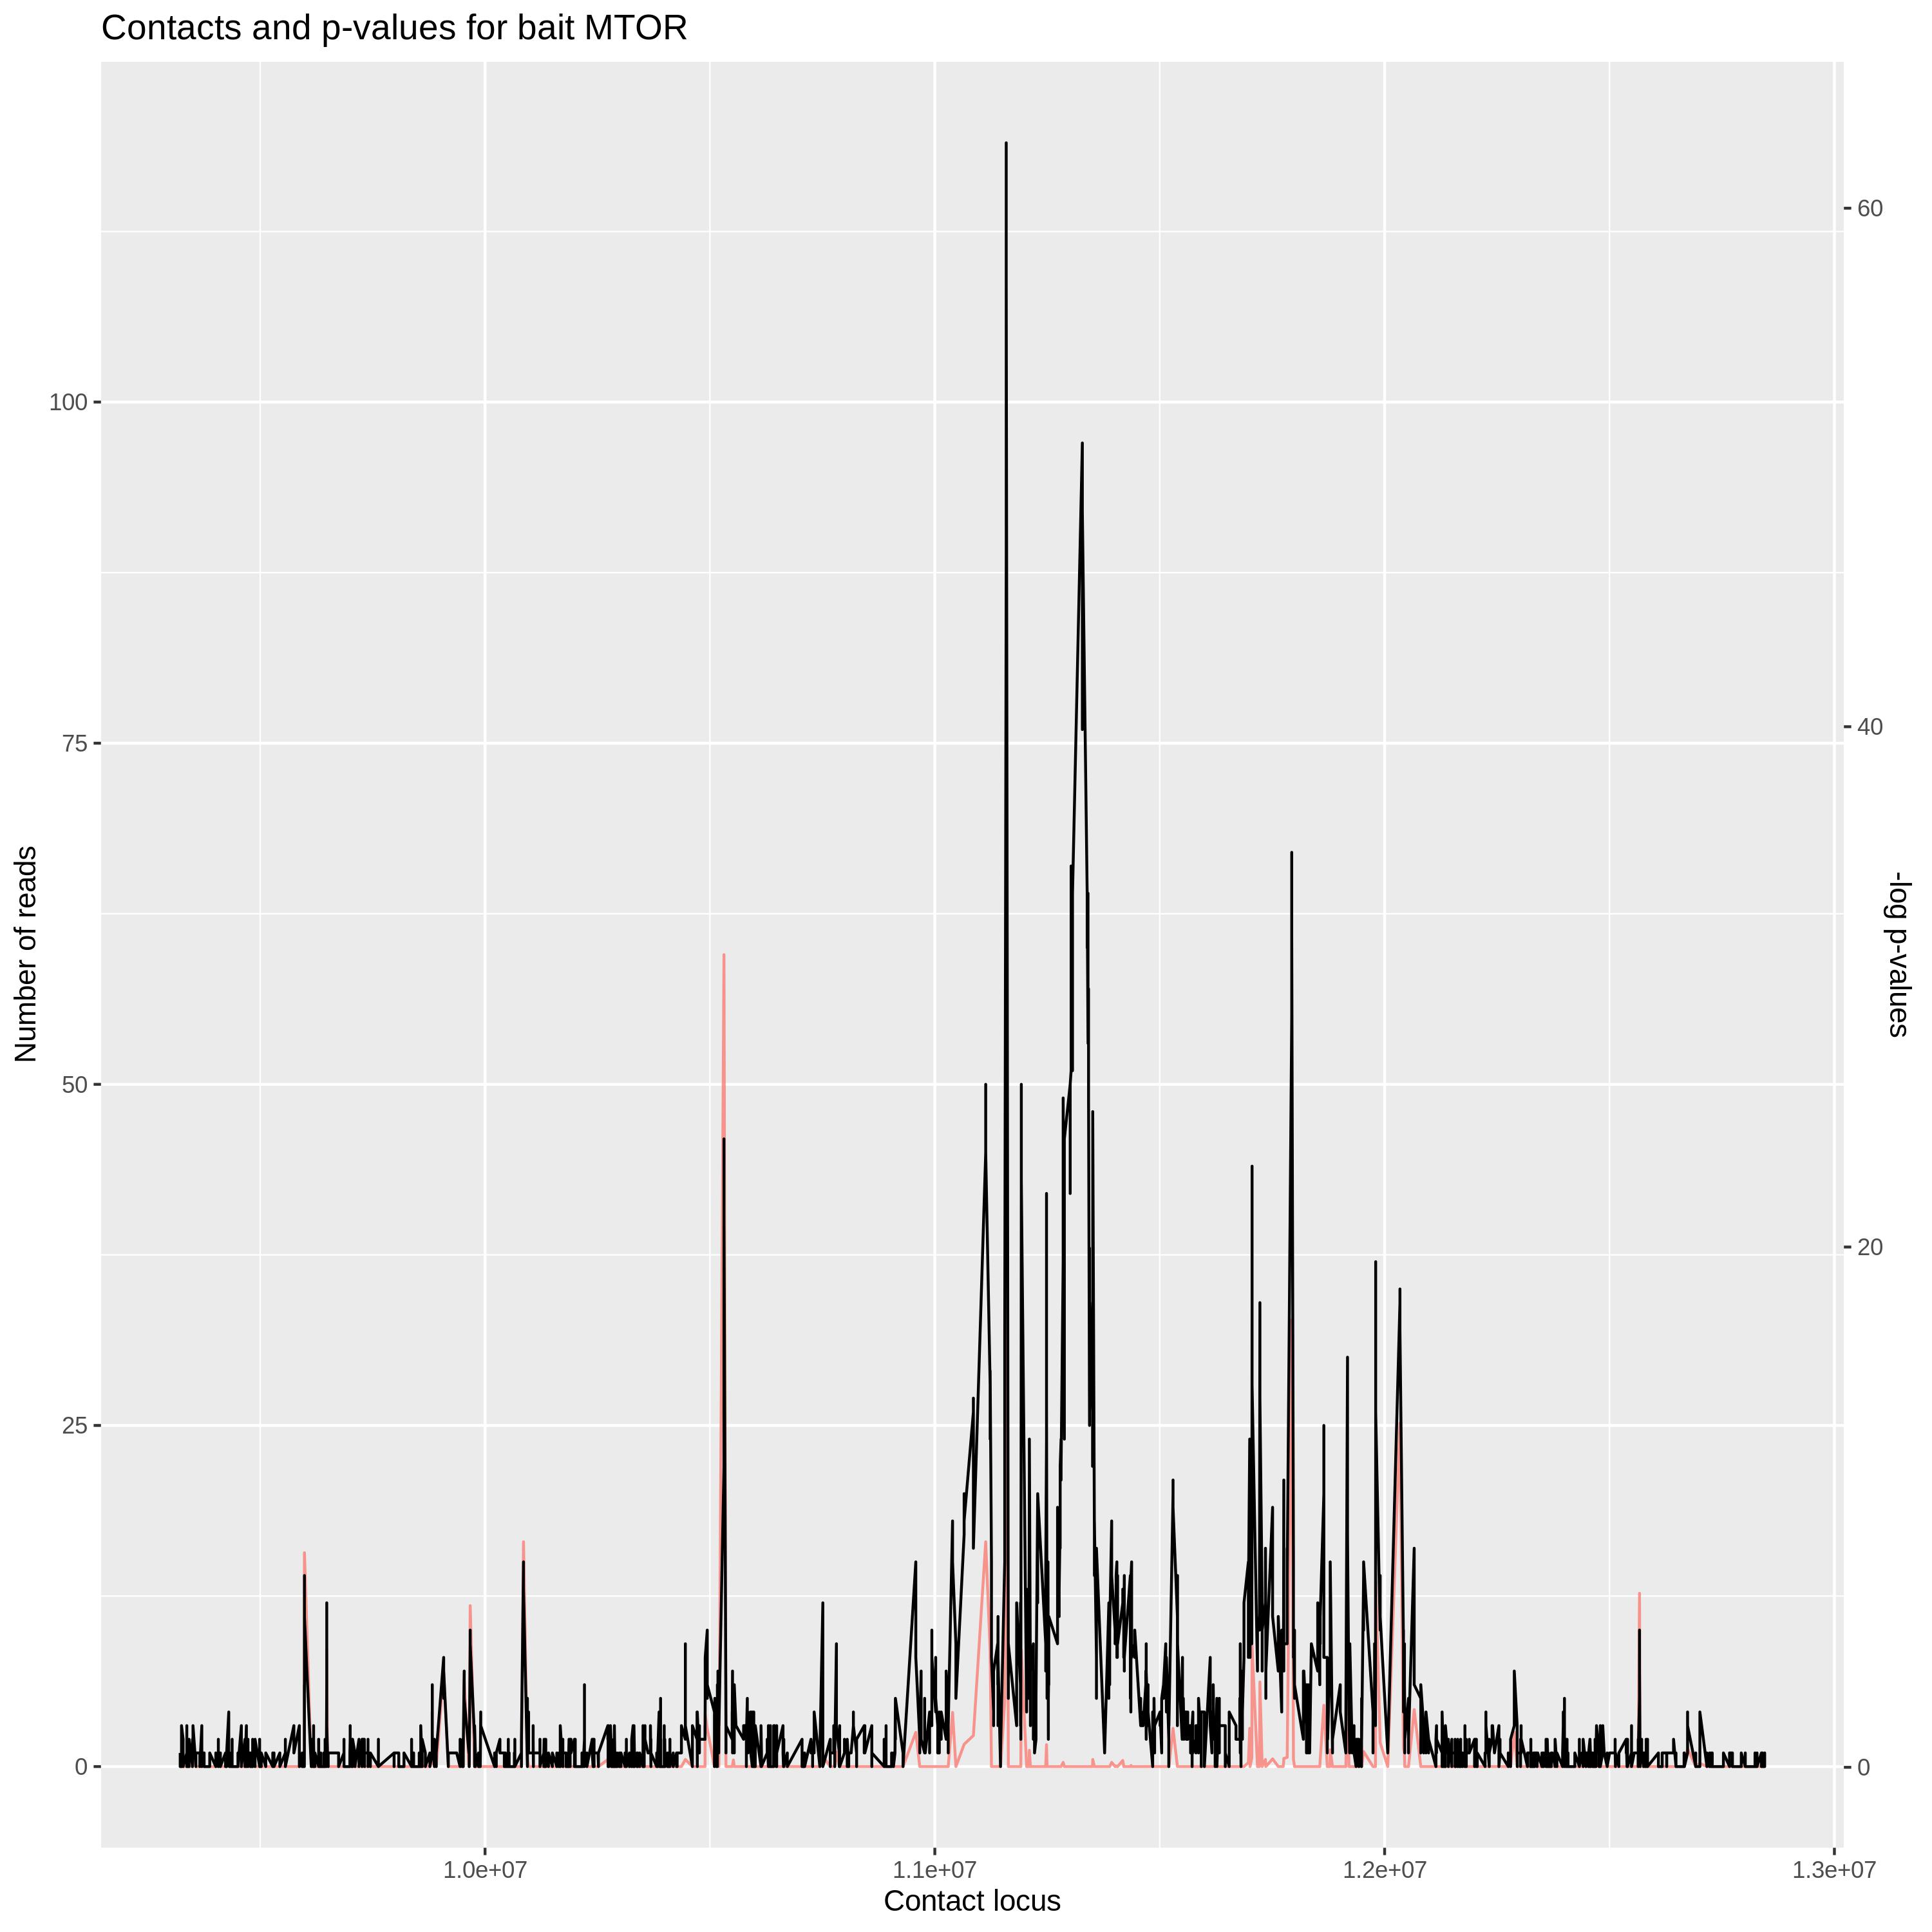 Contacts and p-values for bait MTOR
Number of reads
100
75
50
25
0
60
40
20
0
-log p-values
1.0e+07
1.1e+07
1.2e+07
1.3e+07
Contact locus